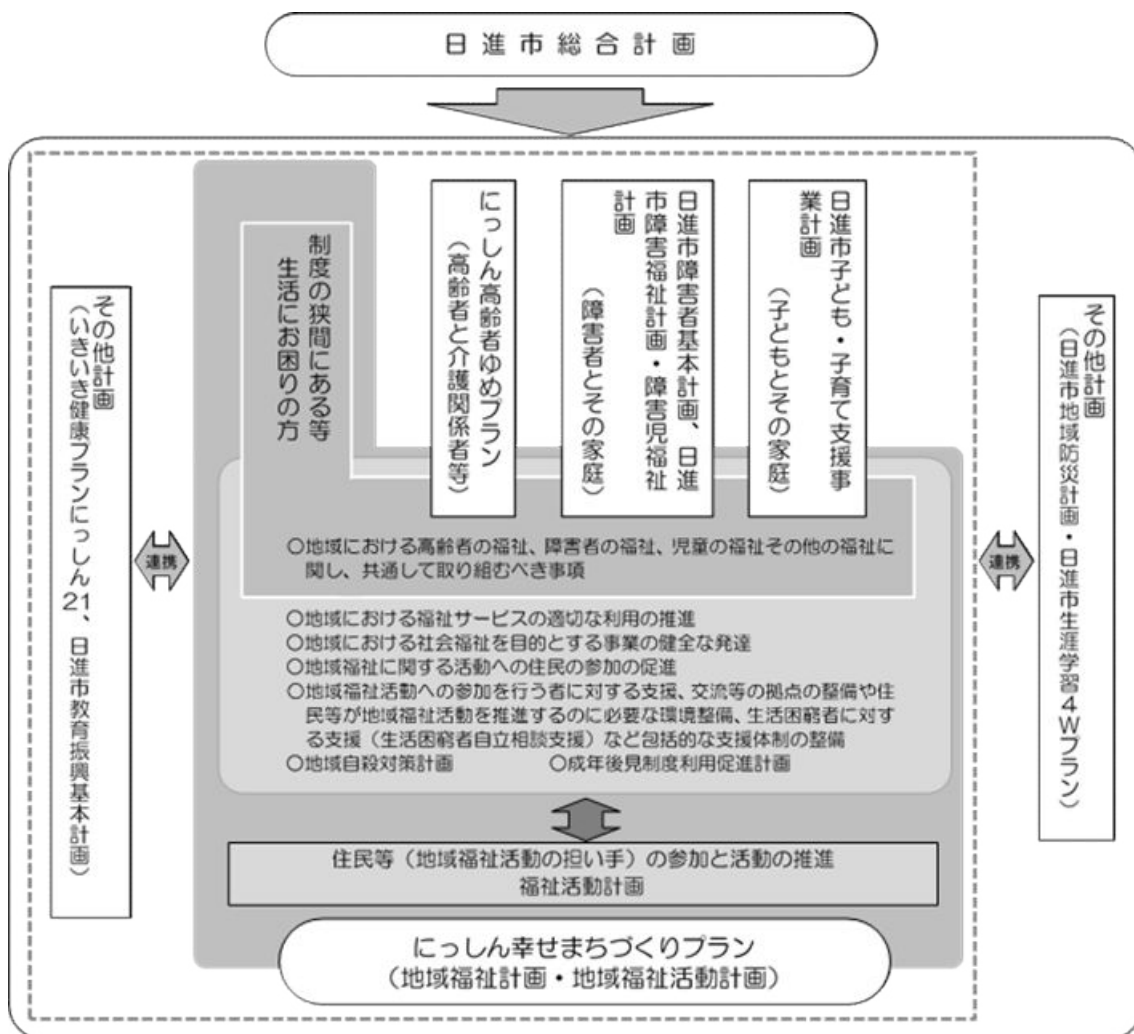 日進市総合計画
その他計画
（いきいき健康プランにっしん21、日進市教育振興基本計画）
連携
制度の狭間にある等
生活にお困りの方
にっしん高齢者ゆめプラン
（高齢者と介護関係者等）
日進市障害者基本計画、日進
市障害福祉計画・障害児福祉
計画
（障害者とその家庭）
日進市子ども・子育て支援事
業計画
（子どもとその家庭）
その他計画
（日進市地域防災計画・日進市生涯学習4Wプラン）
連携
○地域における高齢者の福祉、障害者の福祉、児童の福祉その他の福祉に
関し、共通して取り組むべき事項
○地域における福祉サービスの適切な利用の推進
○地域における社会福祉を目的とする事業の健全な発達
○地域福祉に関する活動への住民の参加の促進
○地域福祉活動への参加を行う者に対する支援、交流等の拠点の整備や住
民等が地域福祉活動を推進するのに必要な環境整備、生活困窮者に対す
る支援（生活困窮者自立相談支援）など包括的な支援体制の整備
○地域自殺対策計画 ○成年後見制度利用促進計画
住民等（地域福祉活動の担い手）の参加と活動の推進
福祉活動計画
にっしん幸せまちづくりプラン
（地域福祉計画・地域福祉活動計画）